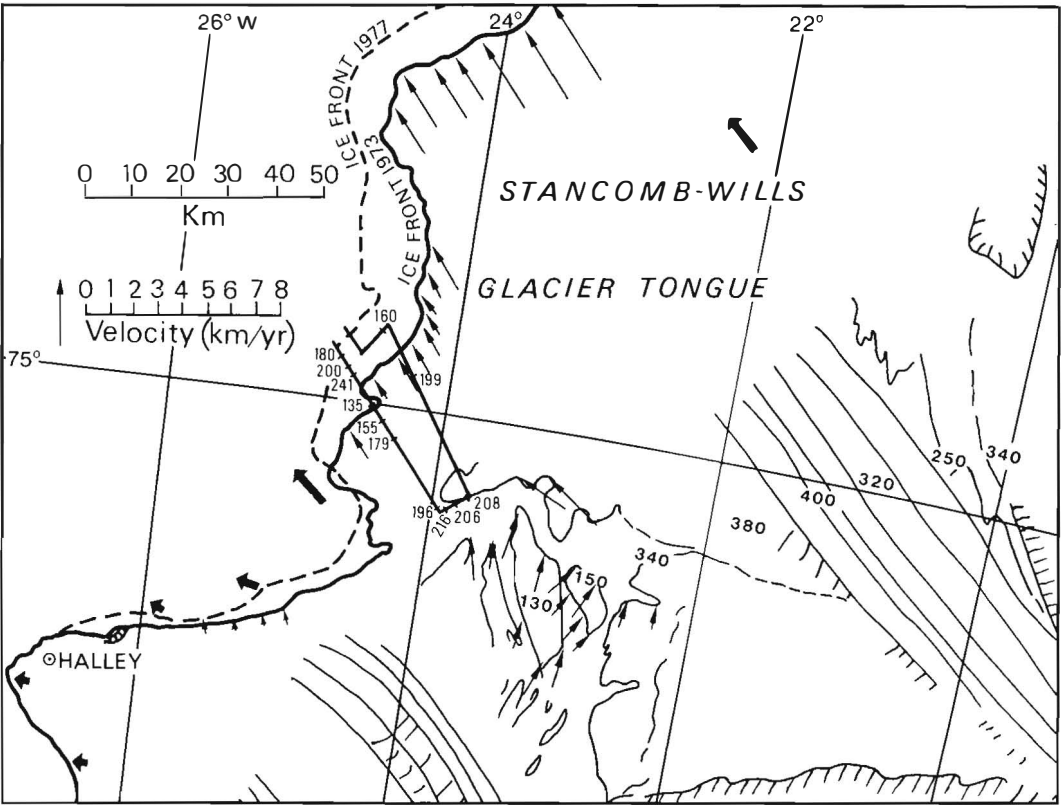 26° W
24°
22°
ICE FRONT 1977
ICE FRONT 1973
0 10 20 30 40 50
Km
STANCOMB-WILLS
GLACIER TONGUE
0 1 2 3 4 5 6 7 8
Velocity (km/yr)
75°
160
180
200
241
199
135
155
179
196
216
206
208
250
340
320
400
380
340
150
130
HALLEY